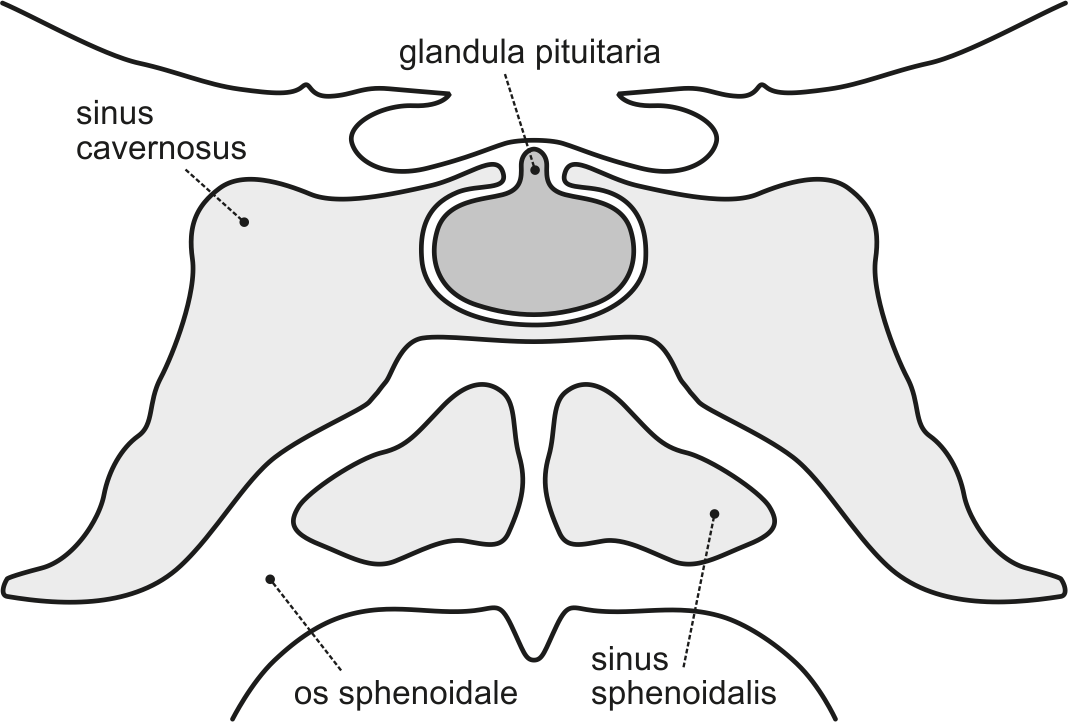 glandula pituitaria
sinus
cavernosus
sinus
sphenoidalis
os sphenoidale